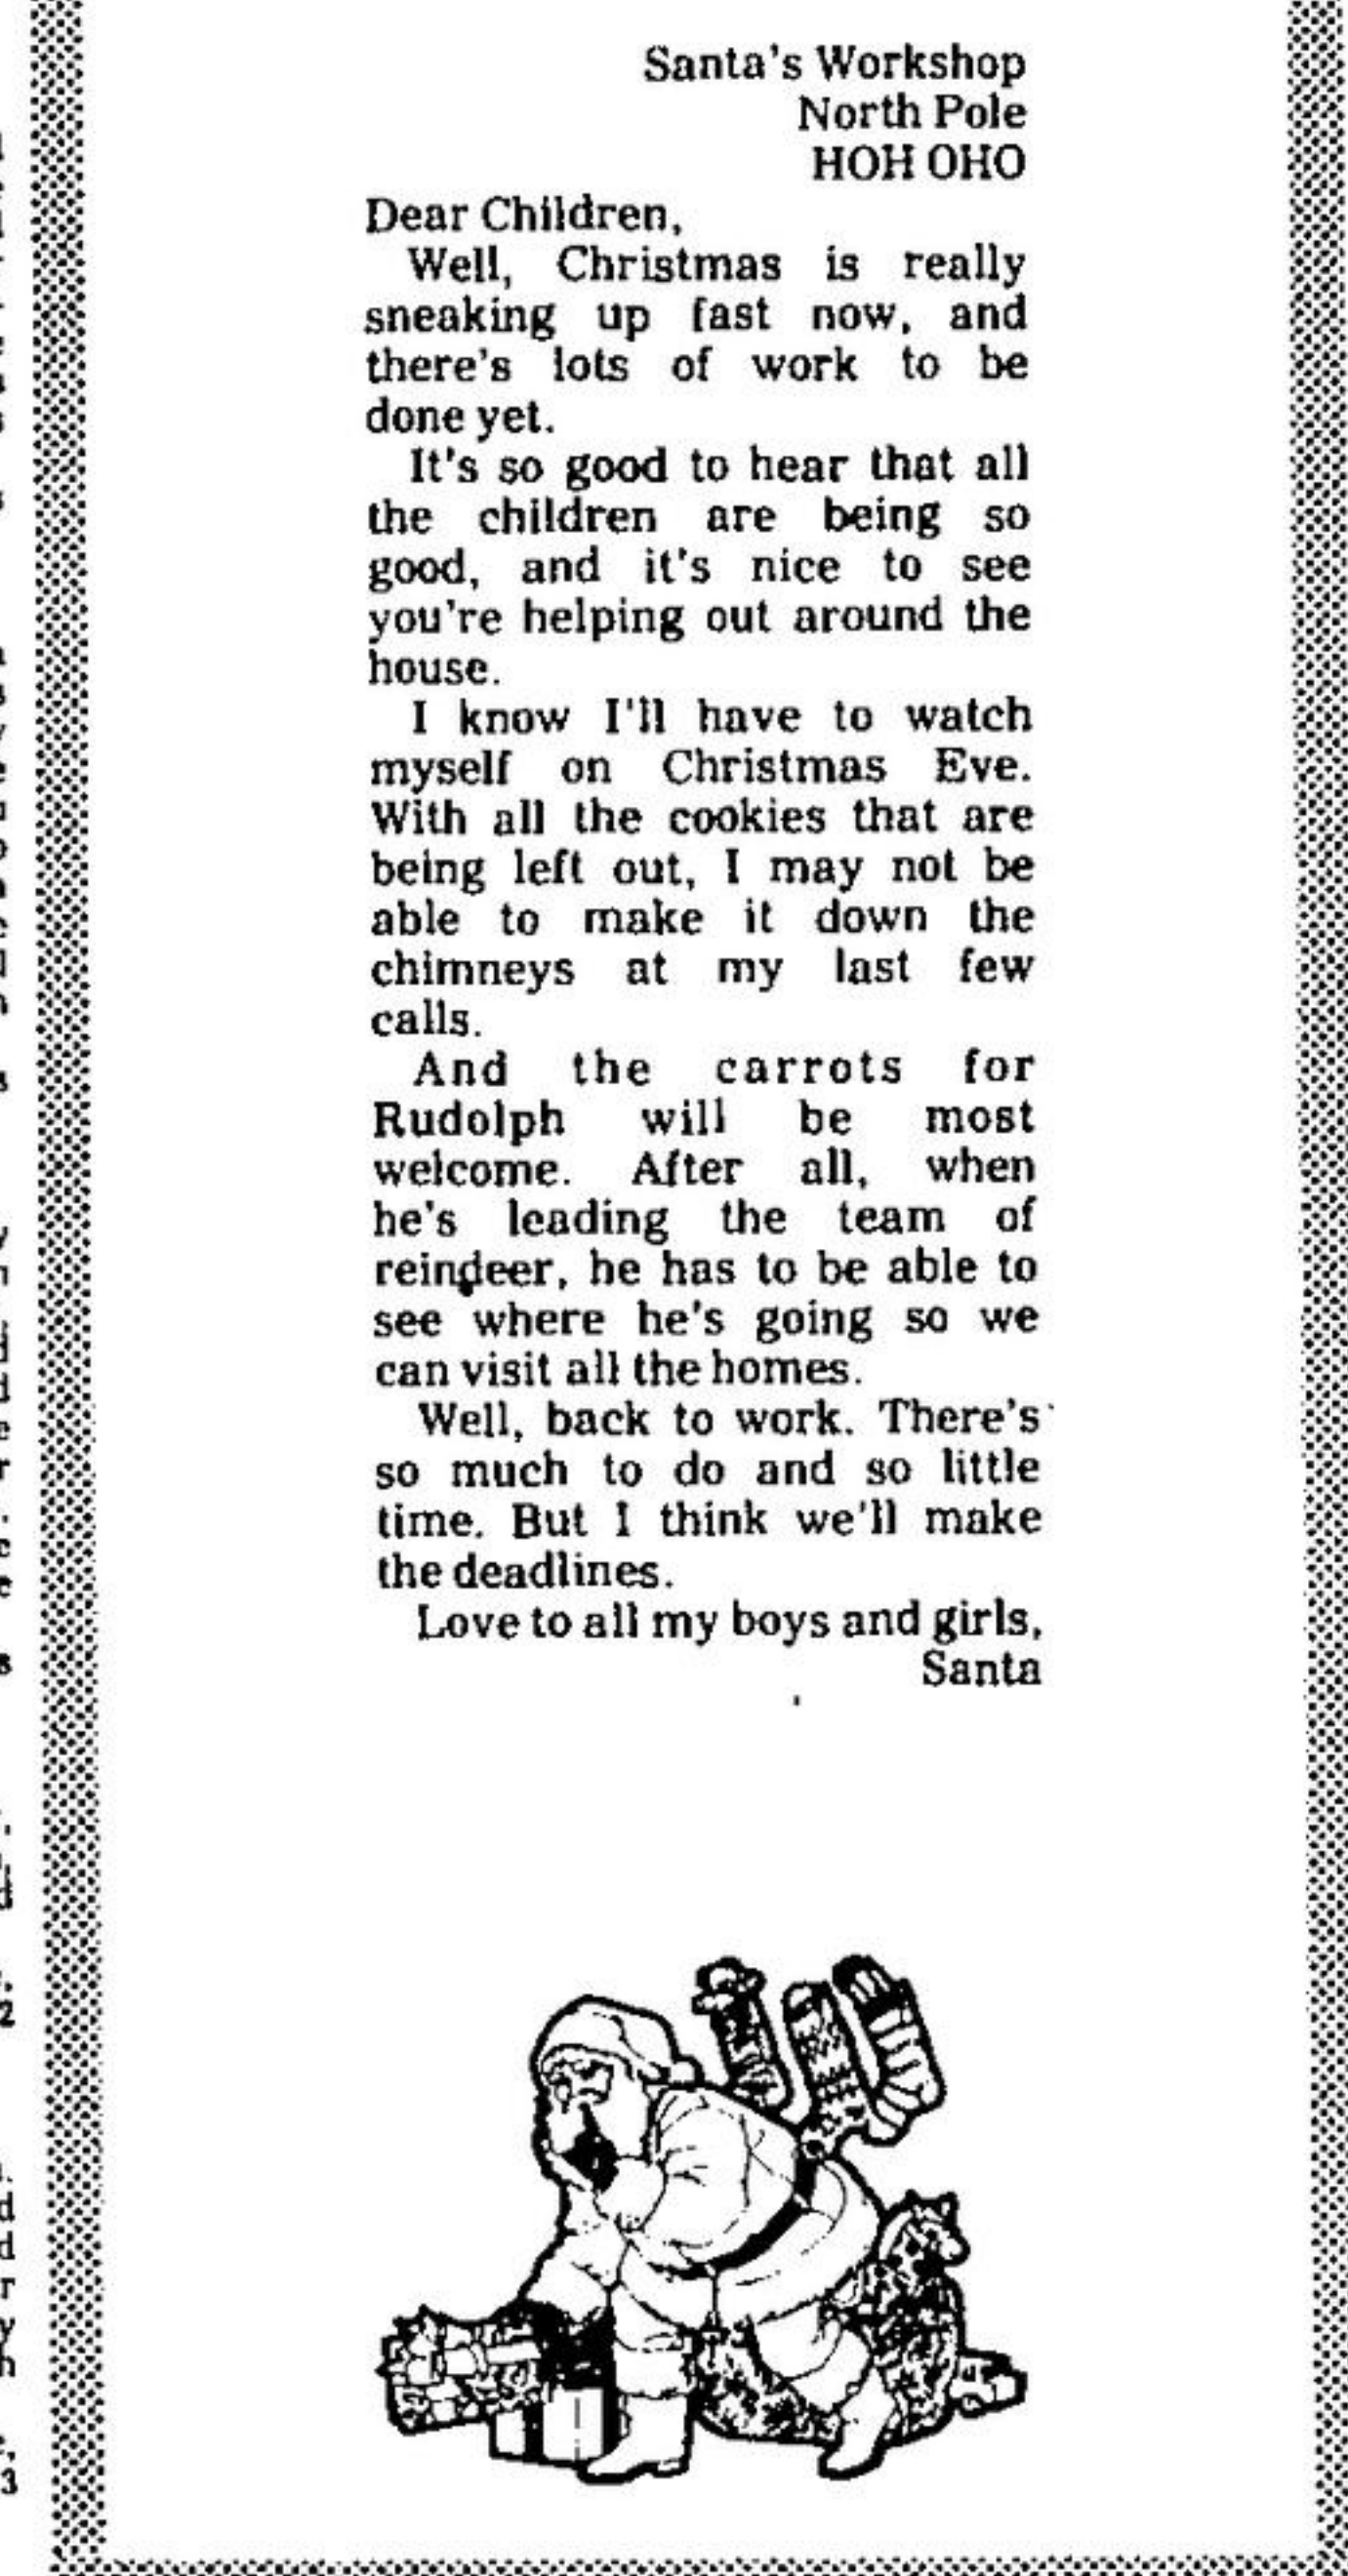 Santa's Workshop
North Pole
HOH OHO
Dear Children,
Well, Christmas is really
sneaking up fast now, and
there's lots of work to be
done yet.
It's so good to hear that all
the children are being so
good, and it's nice to see
you're helping out around the
house.
I know I'll have to watch
myself on Christmas Eve.
With all the cookies that are
being left out, I may not be
able to make it down the
chimneys at my last few
calls.
And the carrots for
Rudolph will be most
welcome. After all, when
he's leading the team of
reindeer, he has to be able to
see where he's going so we
can visit all the homes.
Well, back to work. There's
so much to do and so little
time. But I think we'll make
the deadlines.
Love to all my boys and girls,
Santa